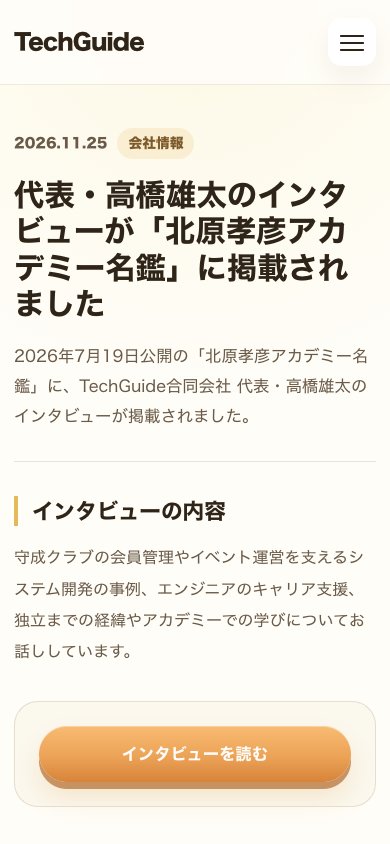 TechGuide
2026.11.25 会社情報
代表・高橋雄太のインタ
ビューが「北原孝彦アカ
デミー名鑑」に掲載され
ました
2026年7月19日公開の「北原孝彦アカデミー名
鑑」に、TechGuide合同会社 代表・高橋雄太の
インタビューが掲載されました。
インタビューの内容
守成クラブの会員管理やイベント運営を支えるシ
ステム開発の事例、エンジニアのキャリア支援、
独立までの経緯やアカデミーでの学びについてお
話ししています。
インタビューを読む